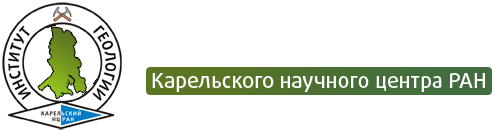 ИНСТИТУТ ГЕОЛОГИИ
КАРЕЛЬСКИЙ
НЦ РАН
Карельского научного центра РАН